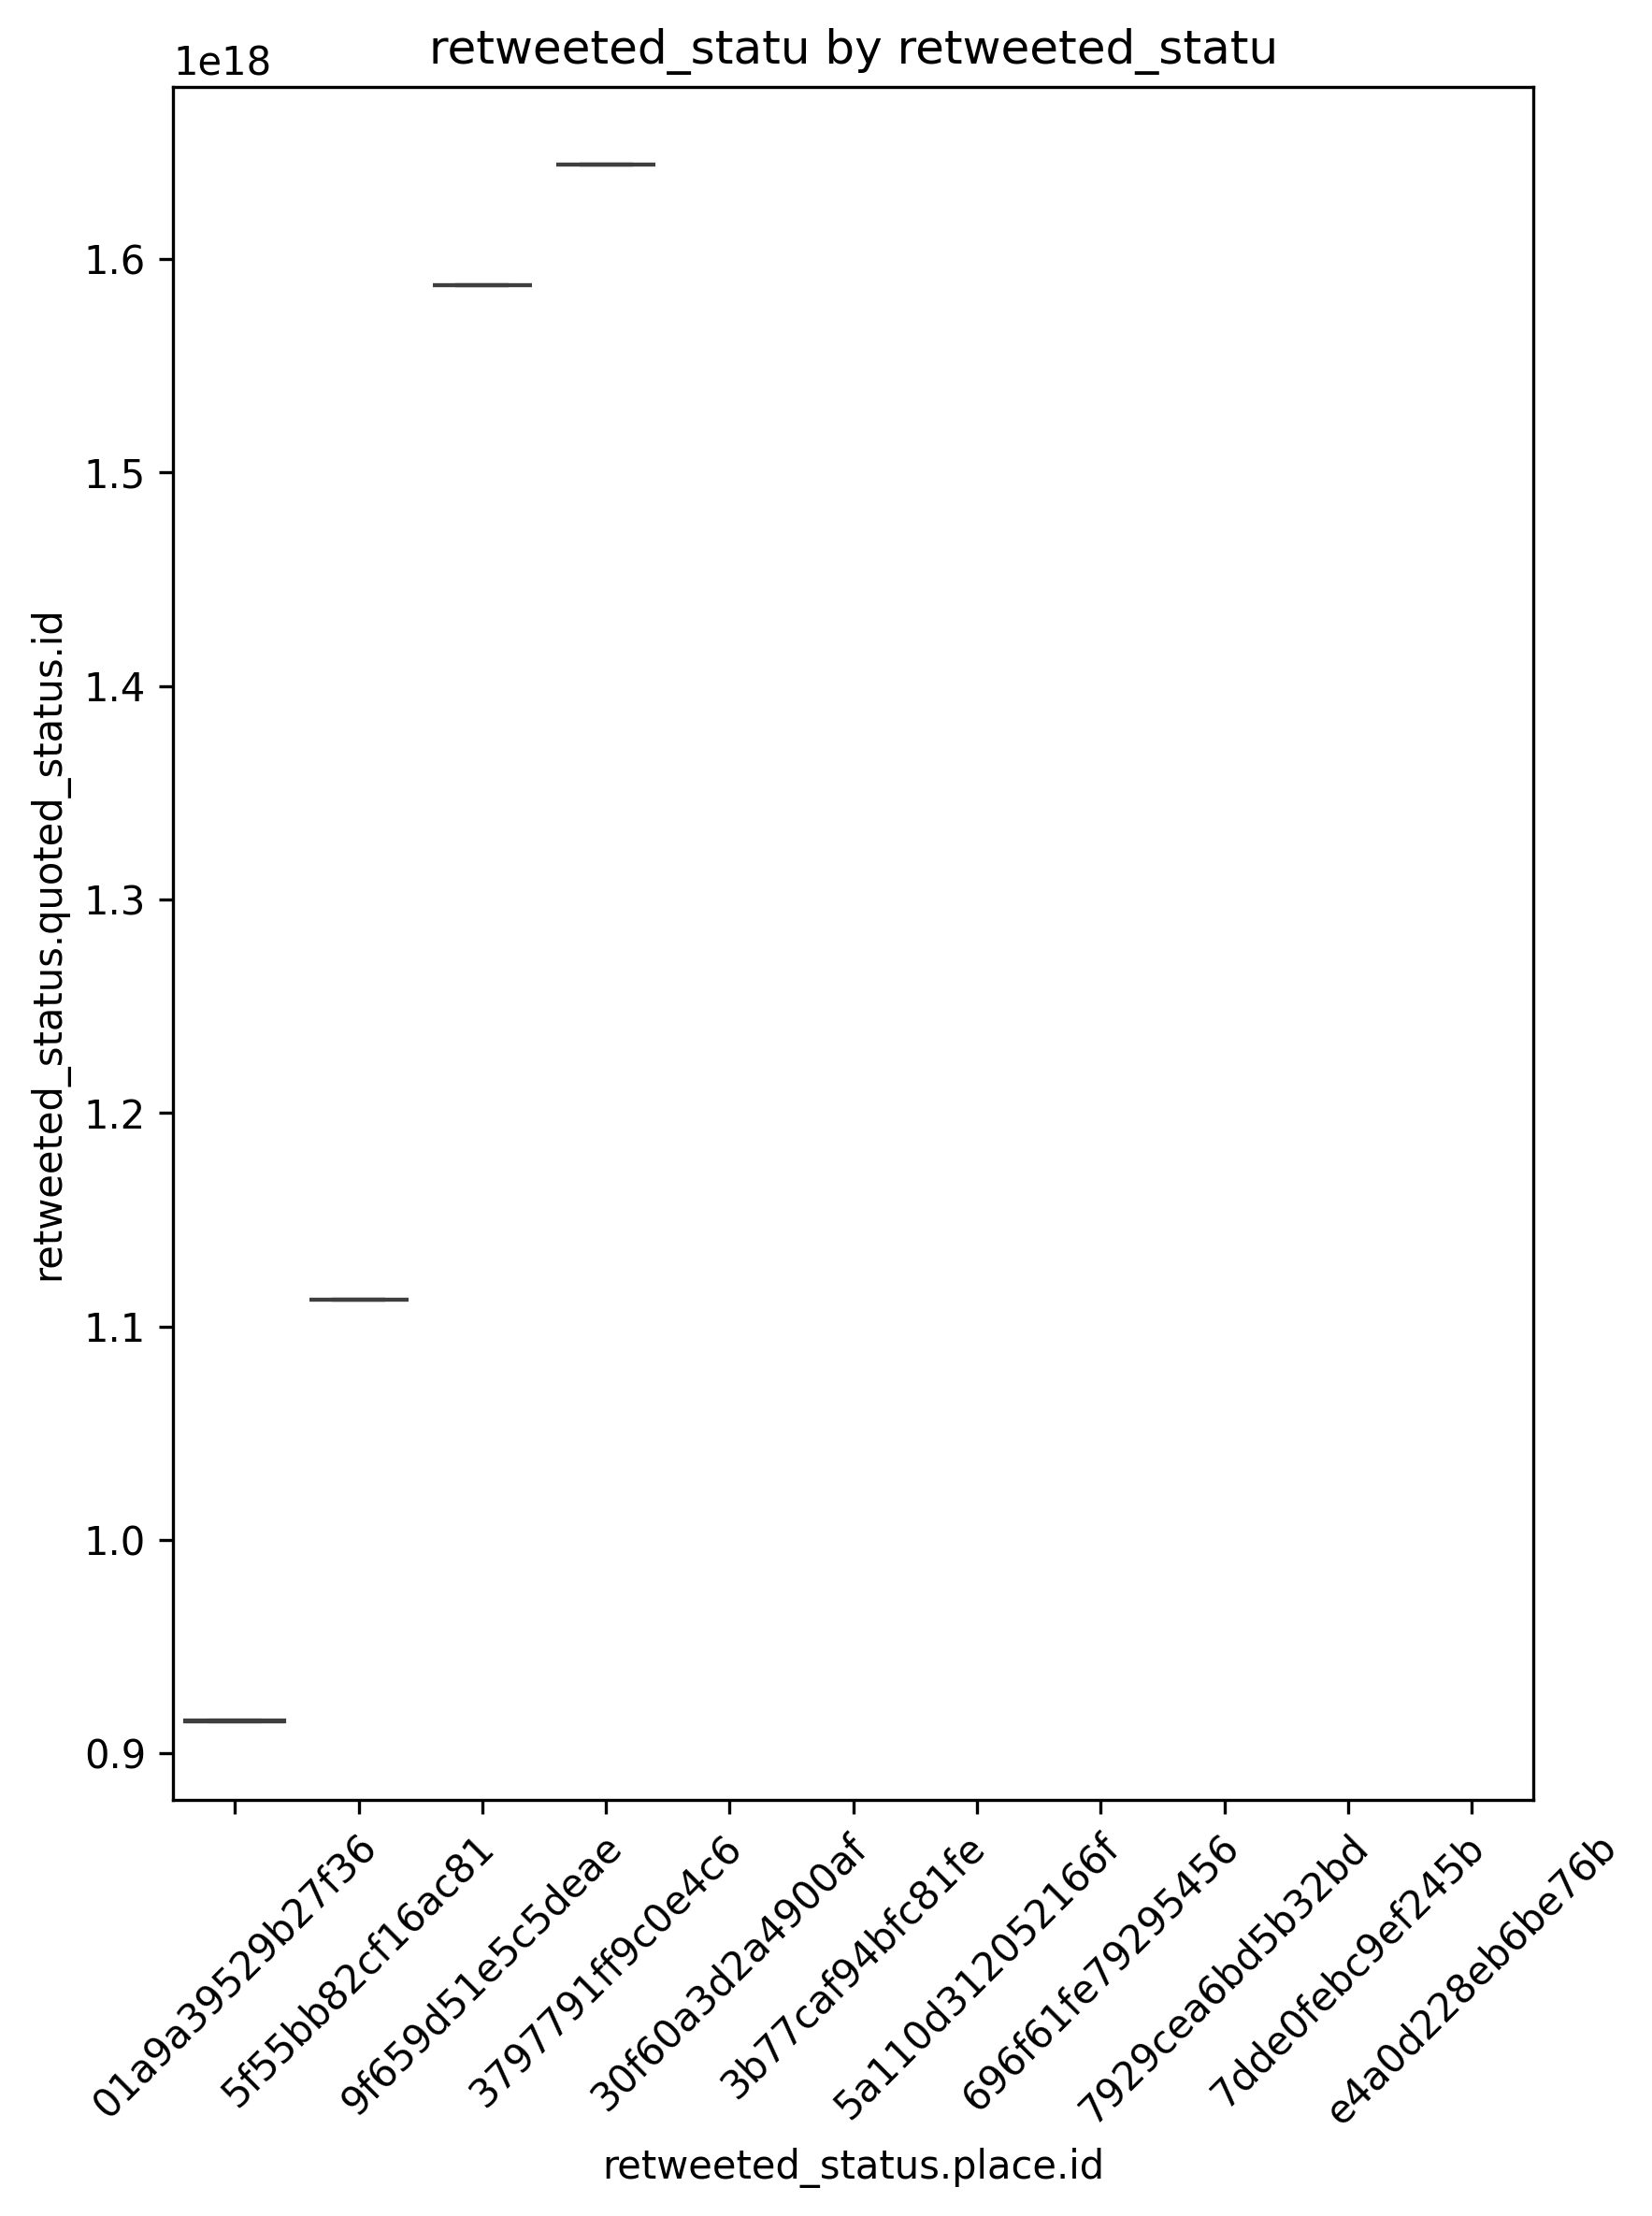 retweeted_statu by retweeted_statu
1e18
1.6
1.5
1.4
1.3
1.2
1.1
1.0
0.9
retweeted_status.quoted_status.id
01a9a39529b27f36
5f55bb82cf16ac81
9f659d51e5c5deae
3797791ff9c0e4c6
30f60a3d2a4900af
3b77caf94bfc81fe
5a110d312052166f
696f61fe79295456
7929cea6bd5b32bd
7dde0febc9ef245b
e4a0d228eb6be76b
retweeted_status.place.id